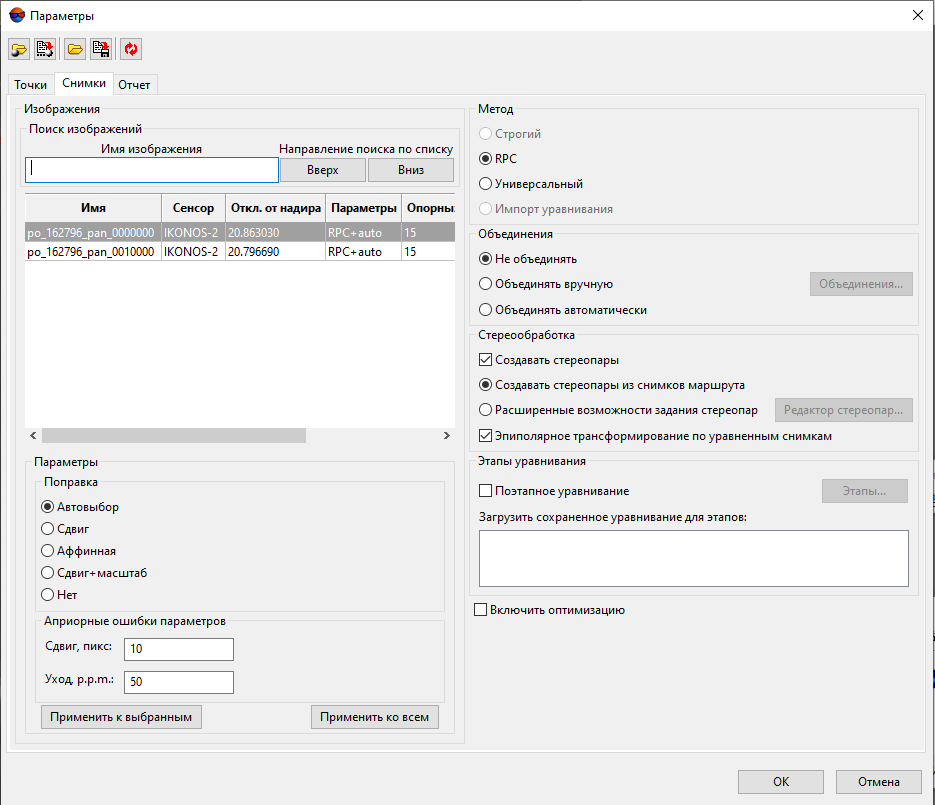 Параметры
Точки Снимки Отчет
Изображения
Поиск изображений
Имя изображения Направление поиска по списку
Вверх Вниз
Имя Сенсор Откл. от надира Параметры Опорны
po_162796_pan_0000000 IKONOS-2 20.863030 RPC+auto 15
po_162796_pan_0010000 IKONOS-2 20.796690 RPC+auto 15
Параметры
Поправка
Автовыбор
Сдвиг
Аффинная
Сдвиг+масштаб
Нет
Априорные ошибки параметров
Сдвиг, пикс: 10
Уход, p.p.m.: 50
Применить к выбранным Применить ко всем
Метод
Строгий
RPC
Универсальный
Импорт уравнивания
Объединения
Не объединять
Объединять вручную Объединения...
Объединять автоматически
Стереообработка
Создавать стереопары
Создавать стереопары из снимков маршрута
Расширенные возможности задания стереопар Редактор стереопар...
Эпиполярное трансформирование по уравненным снимкам
Этапы уравнивания
Поэтапное уравнивание Этапы...
Загрузить сохраненное уравнивание для этапов:
Включить оптимизацию
OK Отмена